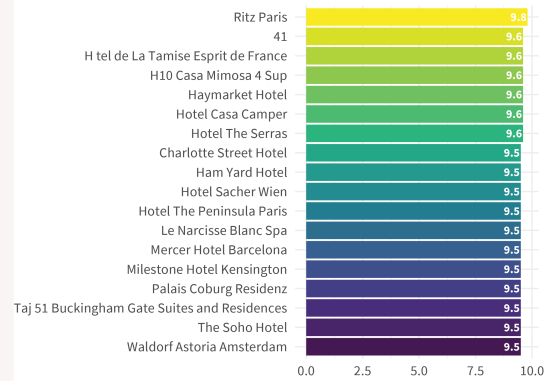 Ritz Paris 9.8
41 9.6
H tel de La Tamise Esprit de France 9.6
H10 Casa Mimosa 4 Sup 9.6
Haymarket Hotel 9.6
Hotel Casa Camper 9.6
Hotel The Serras 9.6
Charlotte Street Hotel 9.5
Ham Yard Hotel 9.5
Hotel Sacher Wien 9.5
Hotel The Peninsula Paris 9.5
Le Narcisse Blanc Spa 9.5
Mercer Hotel Barcelona 9.5
Milestone Hotel Kensington 9.5
Palais Coburg Residenz 9.5
Taj 51 Buckingham Gate Suites and Residences 9.5
The Soho Hotel 9.5
Waldorf Astoria Amsterdam 9.5
0.0 2.5 5.0 7.5 10.0